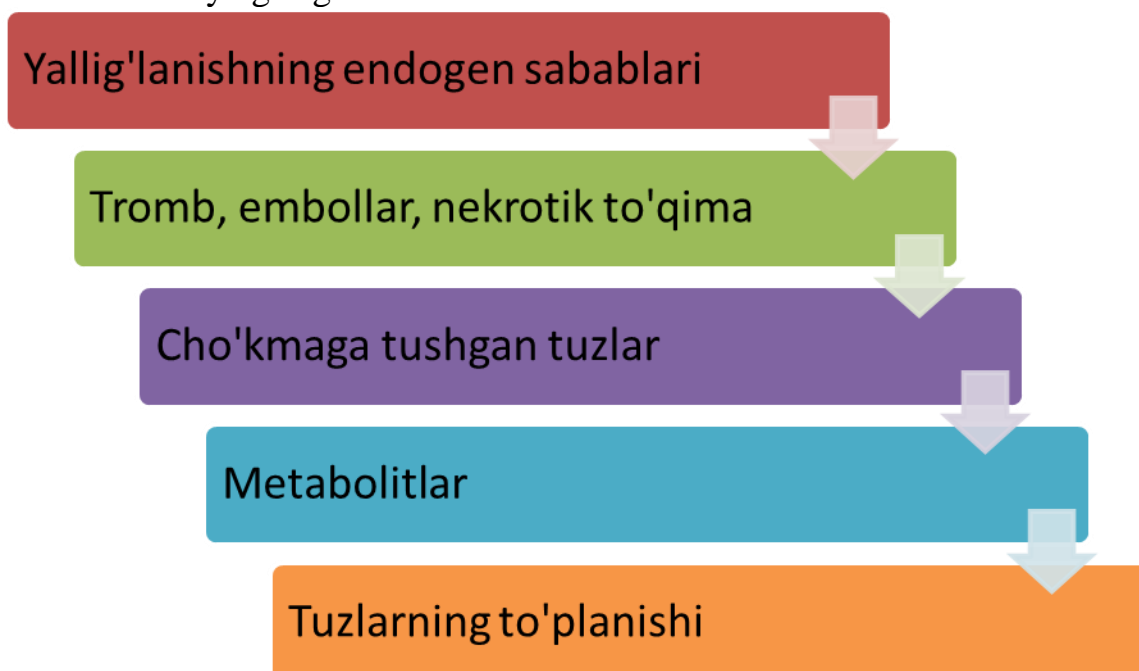 Yallig'lanishning endogen sabablari
Tromb, embollar, nekrotik to'qima
Cho'kmaga tushgan tuzlar
Metabolitlar
Tuzlarning to'planishi